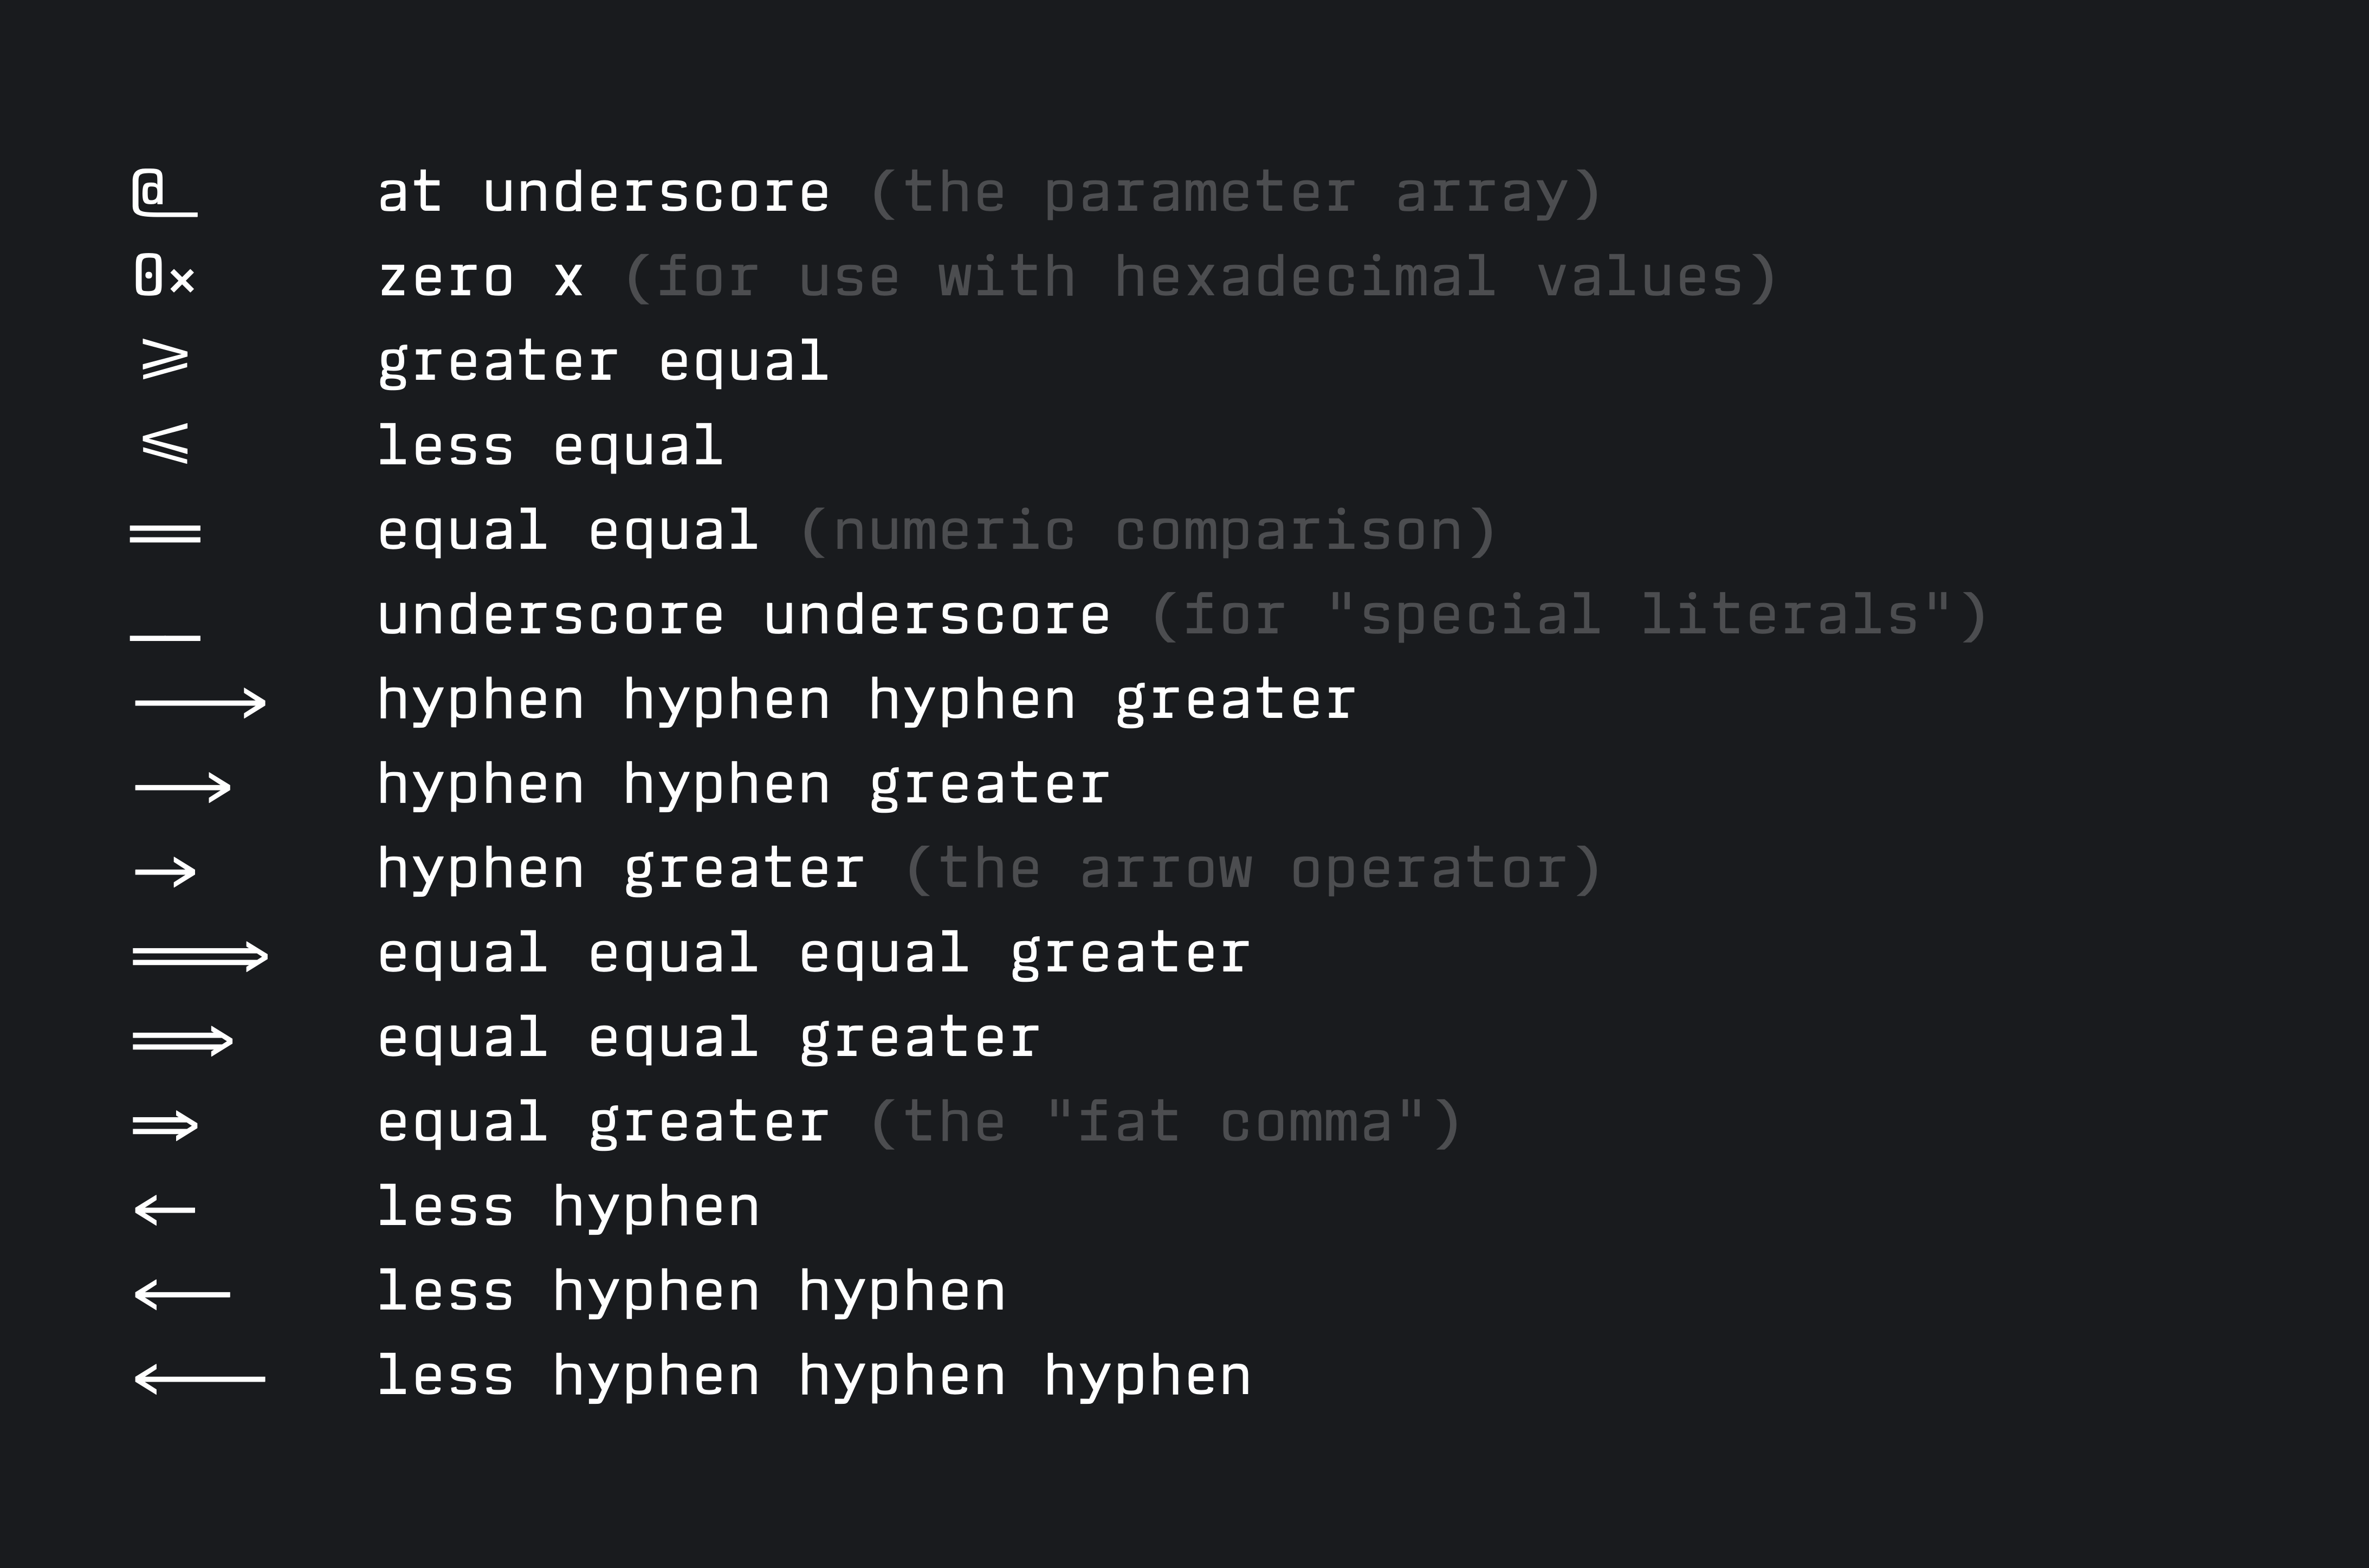 @_ at underscore (the parameter array)
0x zero x (for use with hexadecimal values)
>= greater equal
<= less equal
== equal equal (numeric comparison)
__ underscore underscore (for "special literals")
---> hyphen hyphen hyphen greater
--> hyphen hyphen greater
-> hyphen greater (the arrow operator)
===> equal equal equal greater
==> equal equal greater
=> equal greater (the "fat comma")
<- less hyphen
<-- less hyphen hyphen
<--- less hyphen hyphen hyphen